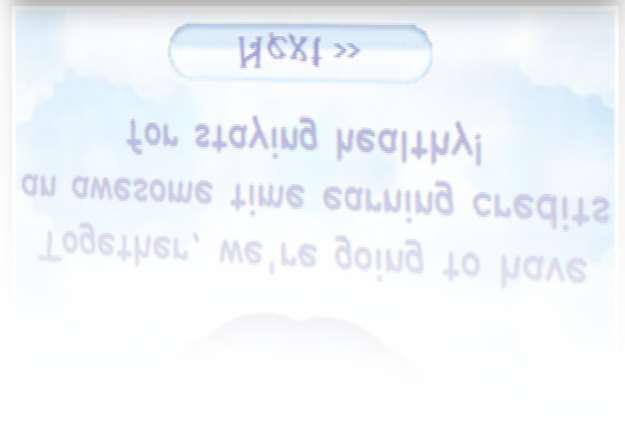 Together, we're going to have
an awesome time earning credits
for staying healthy!
Next >>